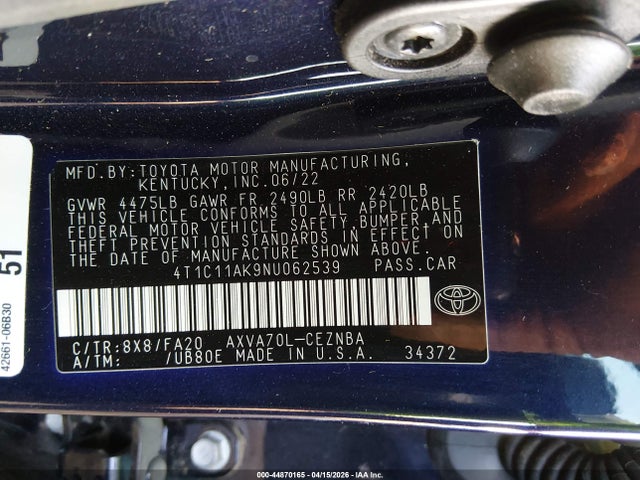 MFD.BY:TOYOTA MOTOR MANUFACTURING,
KENTUCKY,INC.06/22
GVWR 4475LB GAWR FR 2490LB RR 2420LB
THIS VEHICLE CONFORMS TO ALL APPLICABLE
FEDERAL MOTOR VEHICLE SAFETY,BUMPER,AND
THEFT PREVENTION STANDARDS IN EFFECT ON
THE DATE OF MANUFACTURE SHOWN ABOVE.
4T1C11AK9NU062539 PASS.CAR
C/TR:8X8/FA20 AXVA70L-CEZNBA
A/TM: /UB80E MADE IN U.S.A. 34372
51
42661-06B30
000-44870165 - 04/15/2026 - IAAI.COM